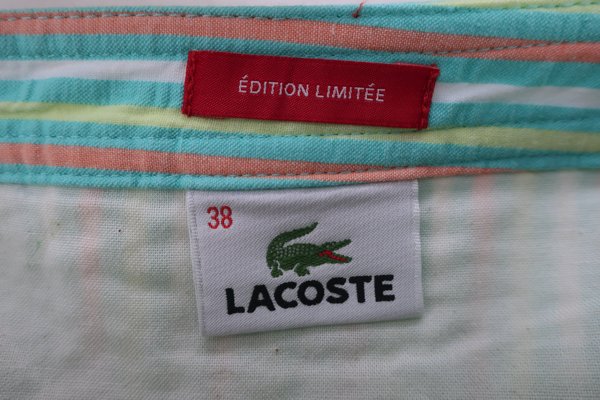 ÉDITION LIMITÉE
38
LACOSTE